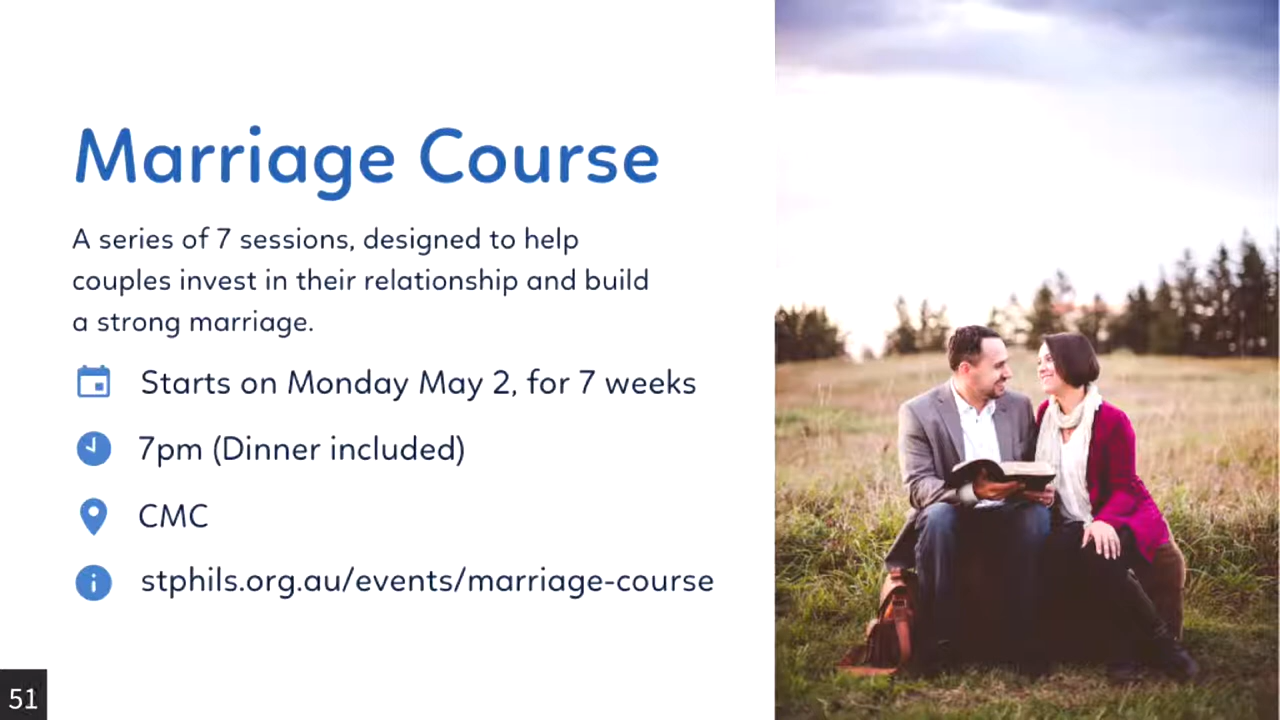 Marriage Course
A series of 7 sessions, designed to help
couples invest in their relationship and build
a strong marriage.
Starts on Monday May 2, for 7 weeks
7pm (Dinner included)
CMC
stphils.org.au/events/marriage-course
51